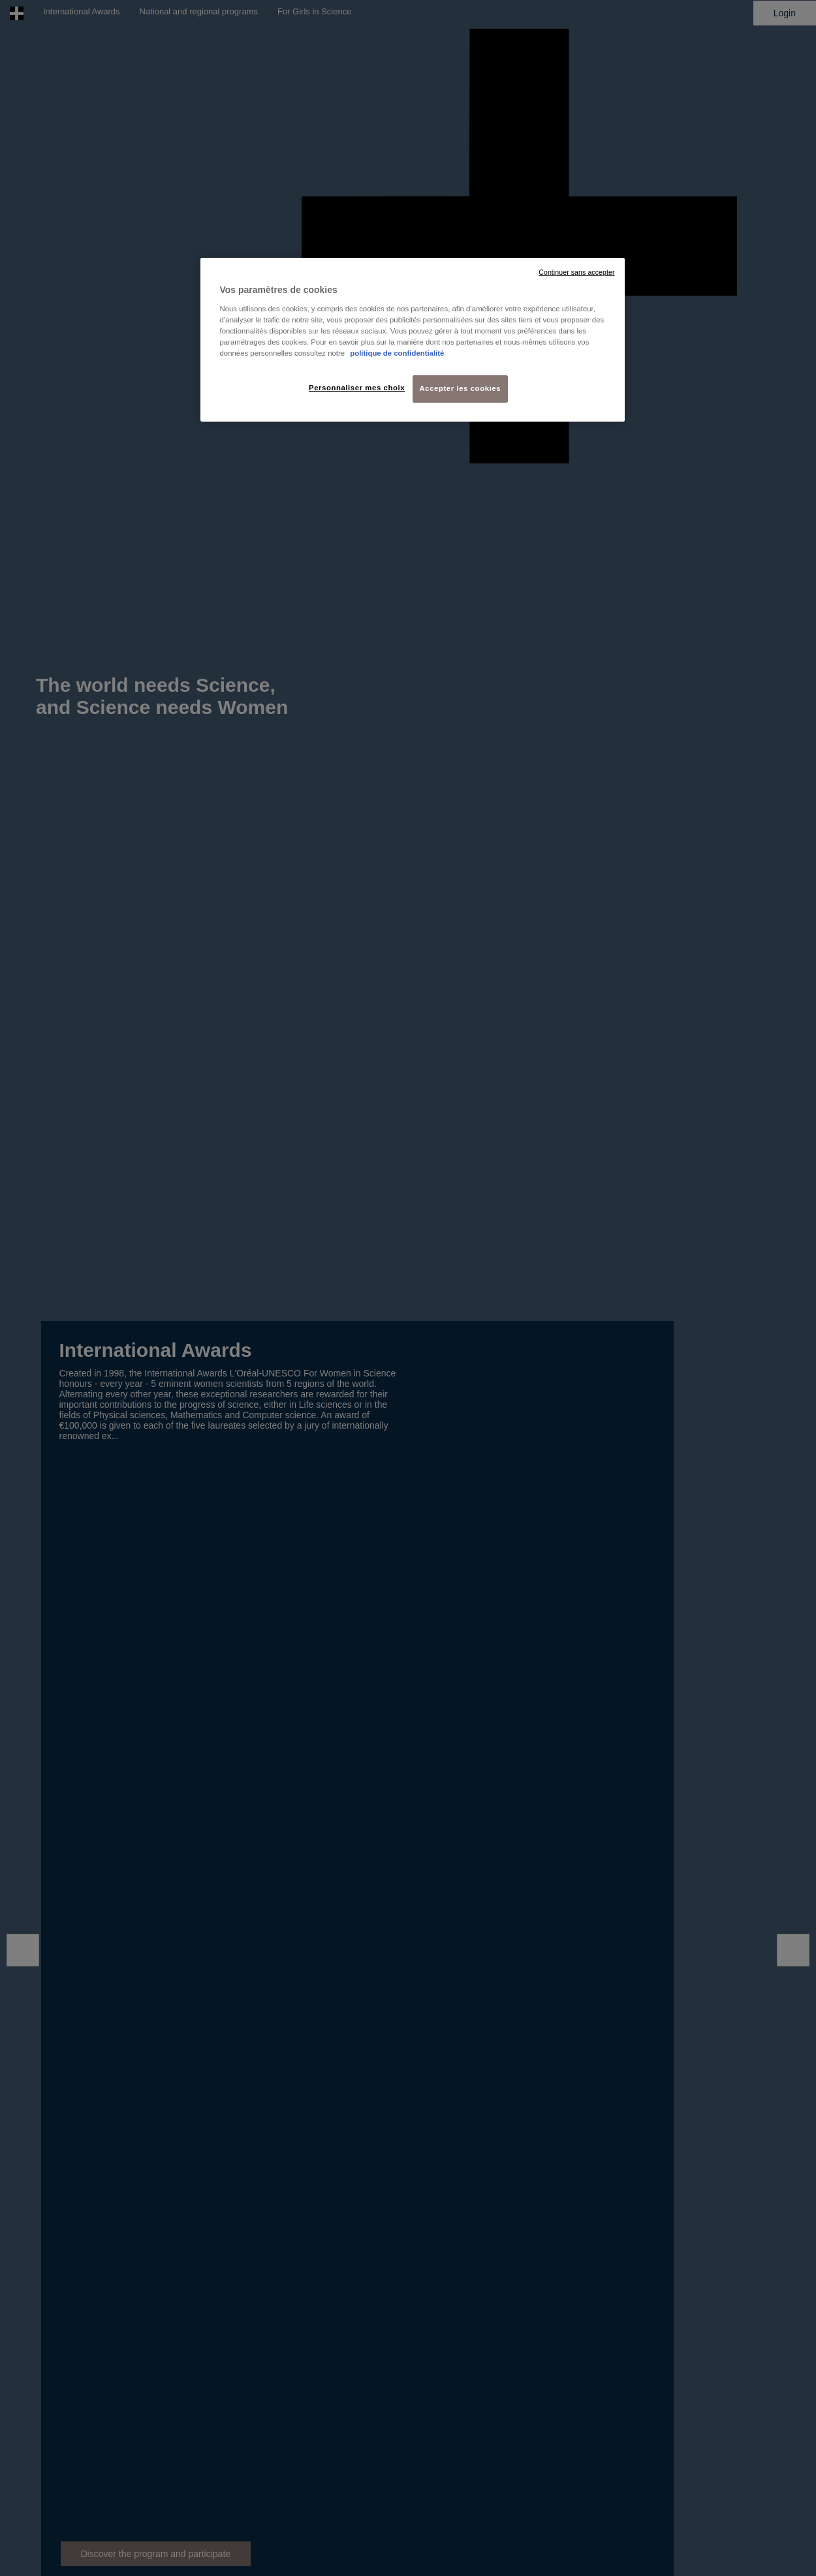 International Awards
National and regional programs
For Girls in Science
Login
Continuer sans accepter
Vos paramètres de cookies
Nous utilisons des cookies, y compris des cookies de nos partenaires, afin d'améliorer votre expérience utilisateur,
d'analyser le trafic de notre site, vous proposer des publicités personnalisées sur des sites tiers et vous proposer des
fonctionnalités disponibles sur les réseaux sociaux. Vous pouvez gérer à tout moment vos préférences dans les
paramétrages des cookies. Pour en savoir plus sur la manière dont nos partenaires et nous-mêmes utilisons vos
données personnelles consultez notre politique de confidentialité
Personnaliser mes choix
Accepter les cookies
The world needs Science,
and Science needs Women
International Awards
Created in 1998, the International Awards L'Oréal-UNESCO For Women in Science
honours - every year - 5 eminent women scientists from 5 regions of the world.
Alternating every other year, these exceptional researchers are rewarded for their
important contributions to the progress of science, either in Life sciences or in the
fields of Physical sciences, Mathematics and Computer science. An award of
€100,000 is given to each of the five laureates selected by a jury of internationally
renowned ex...
Discover the program and participate